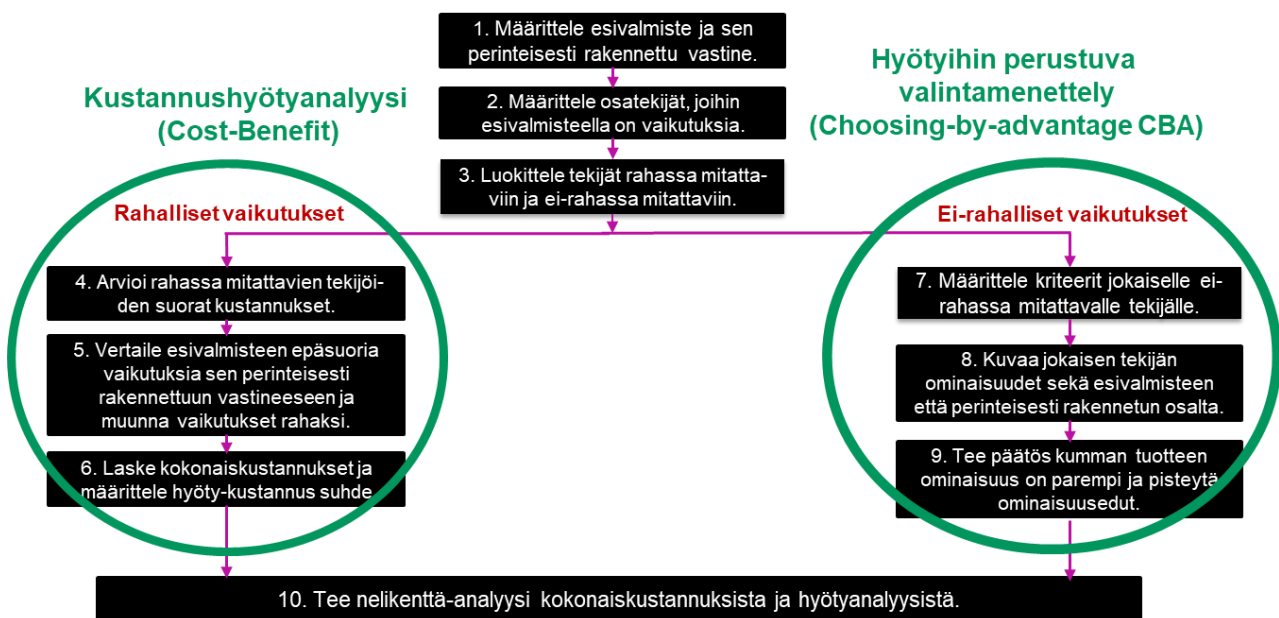 1. Määrittele esivalmiste ja sen
perinteisesti rakennettu vastine.
Kustannushyötyanalyysi
(Cost-Benefit)
Hyötyihin perustuva
valintamenettely
(Choosing-by-advantage CBA)
2. Määrittele osatekijät, joihin
esivalmisteella on vaikutuksia.
3. Luokittele tekijät rahassa mitatta-
viin ja ei-rahassa mitattaviin.
Rahalliset vaikutukset
4. Arvioi rahassa mitattavien tekijöi-
den suorat kustannukset.
5. Vertaile esivalmisteen epäsuoria
vaikutuksia sen perinteisesti
rakennettuun vastineeseen ja
muunna vaikutukset rahaksi.
6. Laske kokonaiskustannukset ja
määrittele hyöty-kustannus suhde.
Ei-rahalliset vaikutukset
7. Määrittele kriteerit jokaiselle ei-
rahassa mitattavalle tekijälle.
8. Kuvaa jokaisen tekijän
ominaisuudet sekä esivalmisteen
että perinteisesti rakennetun osalta.
9. Tee päätös kumman tuotteen
ominaisuus on parempi ja pisteytä
ominaisuusedut.
10. Tee nelikenttä-analyysi kokonaiskustannuksista ja hyötyanalyysistä.